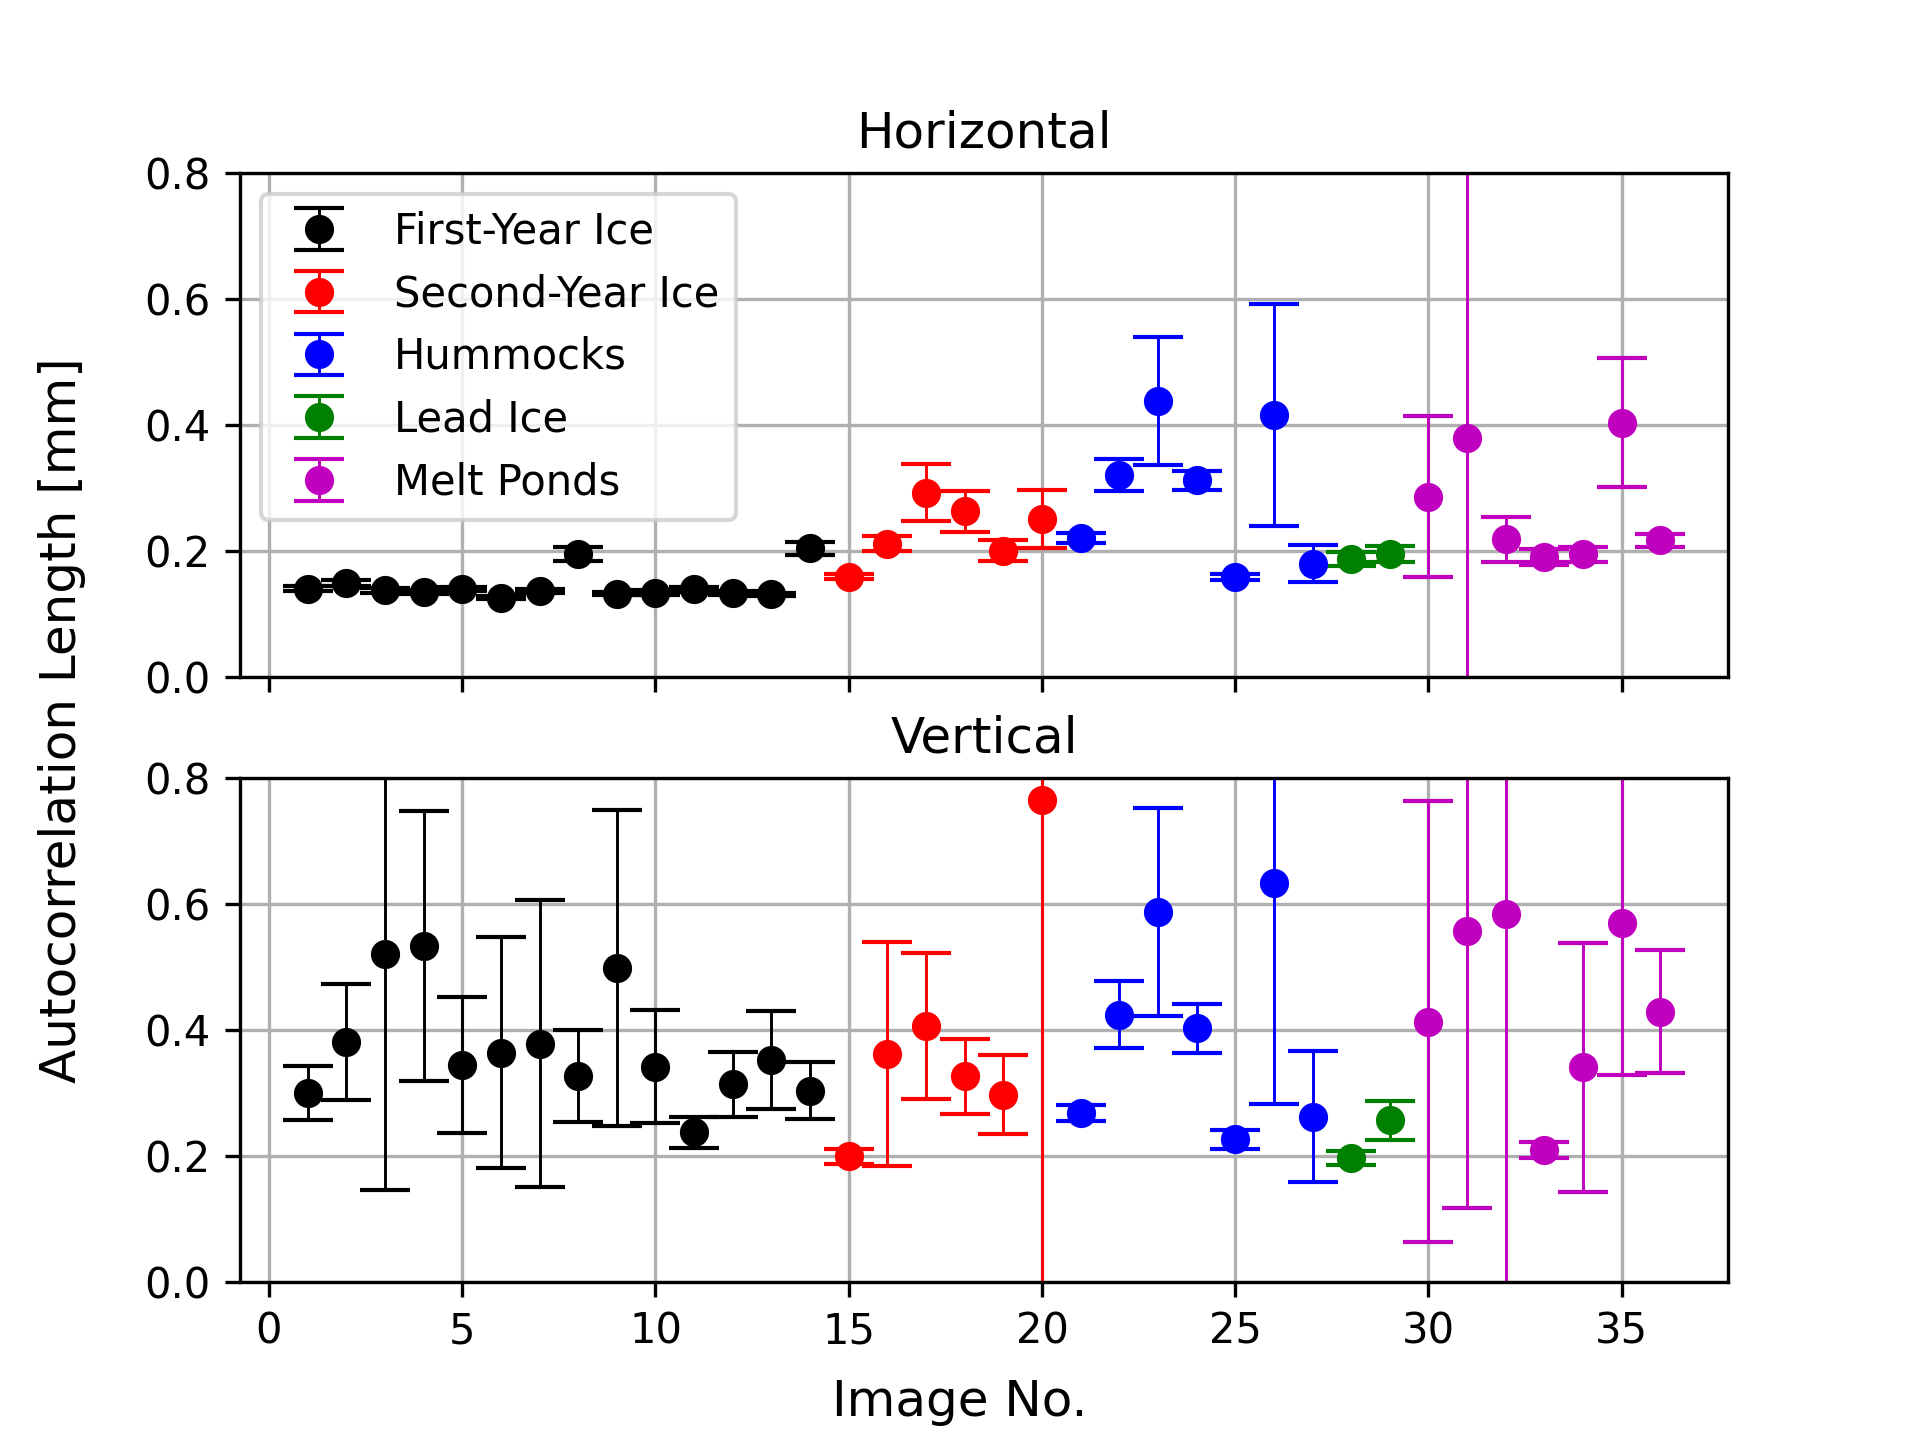 Horizontal
0.8
0.6
0.4
0.2
0.0
First-Year Ice
Second-Year Ice
Hummocks
Lead Ice
Melt Ponds
Autocorrelation Length [mm]
Vertical
0.8
0.6
0.4
0.2
0.0
0 5 10 15 20 25 30 35
Image No.